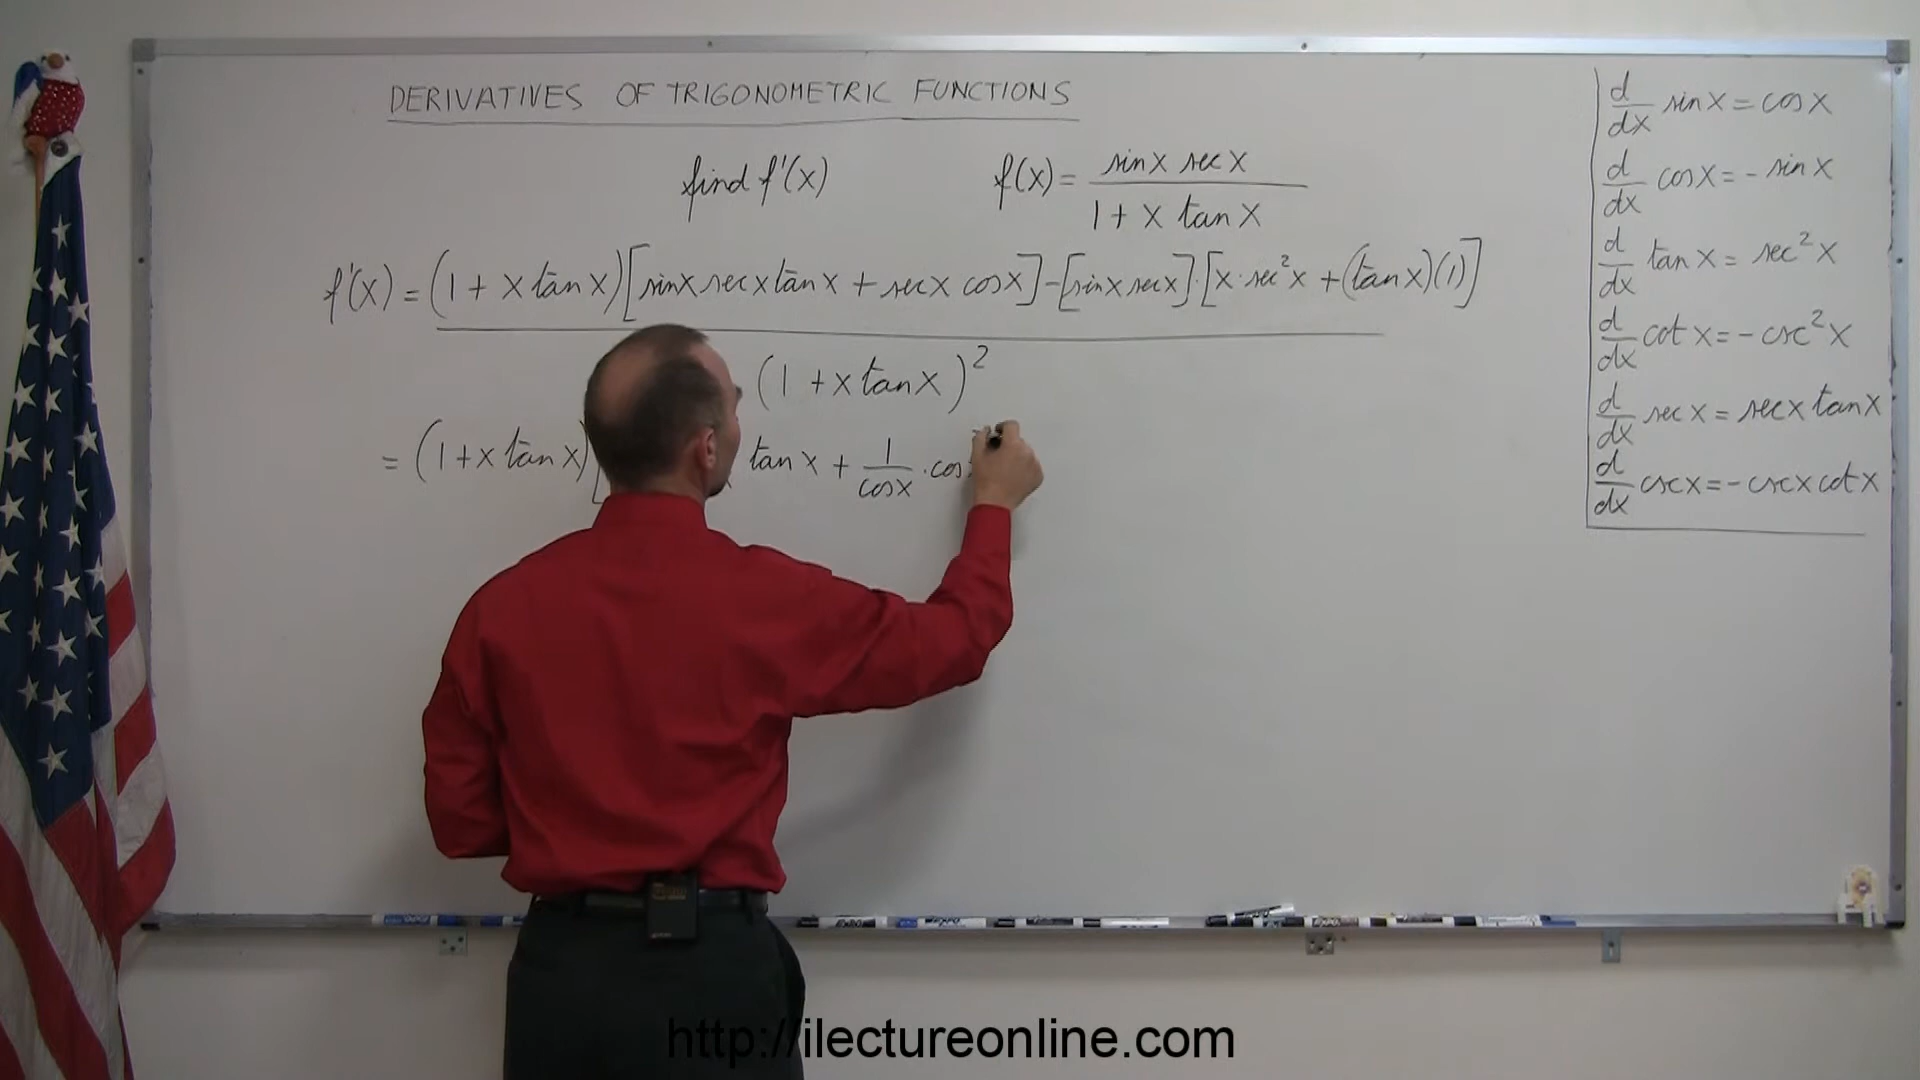 DERIVATIVES OF TRIGONOMETRIC FUNCTIONS
find f'(x)
f(x) = sinx secx / 1 + x tanx
f'(x) = (1 + x tan x)[sinx secx tanx + secx cosx] - [sinx secx]·[x·sec²x + (tanx)(1)]
(1 + x tanx)²
= (1 + x tan x)[ tan x + 1/cosx · cos
d/dx sinx = cosx
d/dx cosx = - sinx
d/dx tanx = sec²x
d/dx cot x = - csc²x
d/dx secx = secx tanx
d/dx cscx = - cscx cotx
http://ilectureonline.com